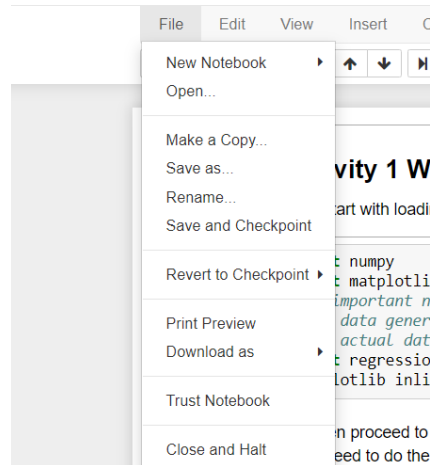 File Edit View Insert
New Notebook
Open...
Make a Copy...
Save as...
Rename...
Save and Checkpoint
Revert to Checkpoint
Print Preview
Download as
Trust Notebook
Close and Halt
vity 1 W
art with loadi
t numpy
t matplotli
important n
data gener
actual dat
t regressio
lotlib inli
n proceed to
eed to do the